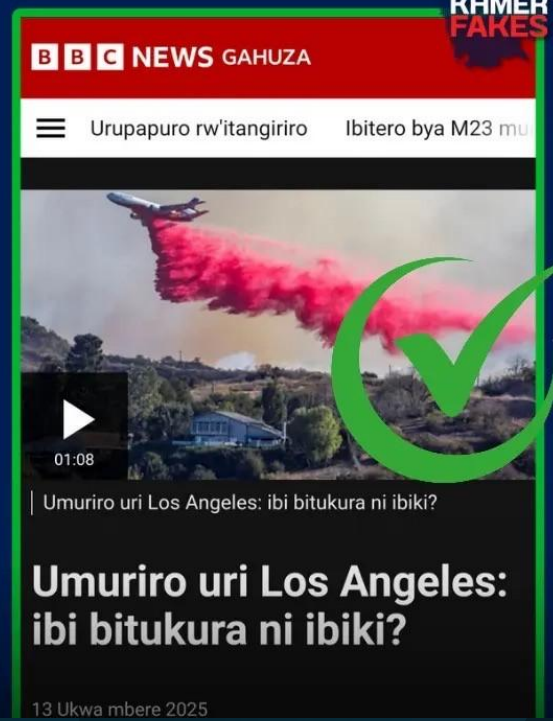 KHMER
FAKES
BBC NEWS GAHUZA
Urupapuro rw'itangiriro Ibitero bya M23 mu
01:08
Umuriro uri Los Angeles: ibi bitukura ni ibiki?
Umuriro uri Los Angeles:
ibi bitukura ni ibiki?
13 Ukwa mbere 2025